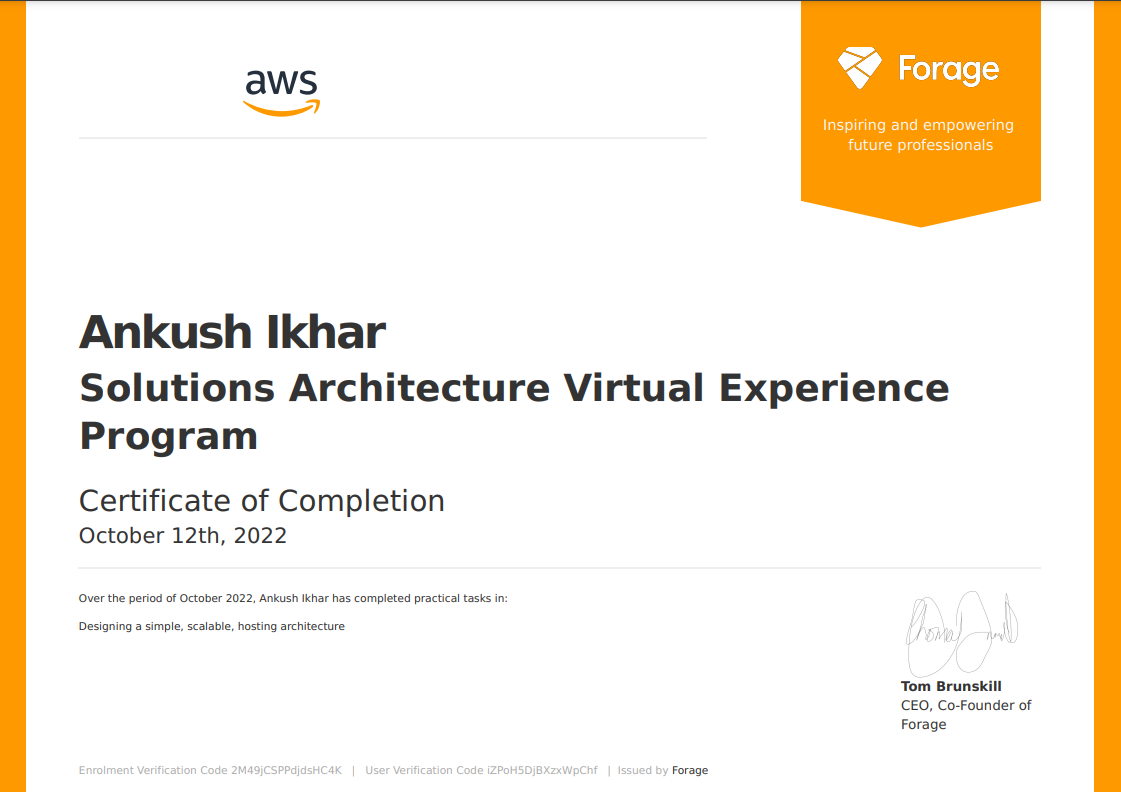 aws
Forage
Inspiring and empowering
future professionals
Ankush Ikhar
Solutions Architecture Virtual Experience
Program
Certificate of Completion
October 12th, 2022
Over the period of October 2022, Ankush Ikhar has completed practical tasks in:
Designing a simple, scalable, hosting architecture
Tom Brunskill
CEO, Co-Founder of
Forage
Enrolment Verification Code 2M49jCSPPdjdsHC4K | User Verification Code iZPoH5DjBXzxWpChf | Issued by Forage